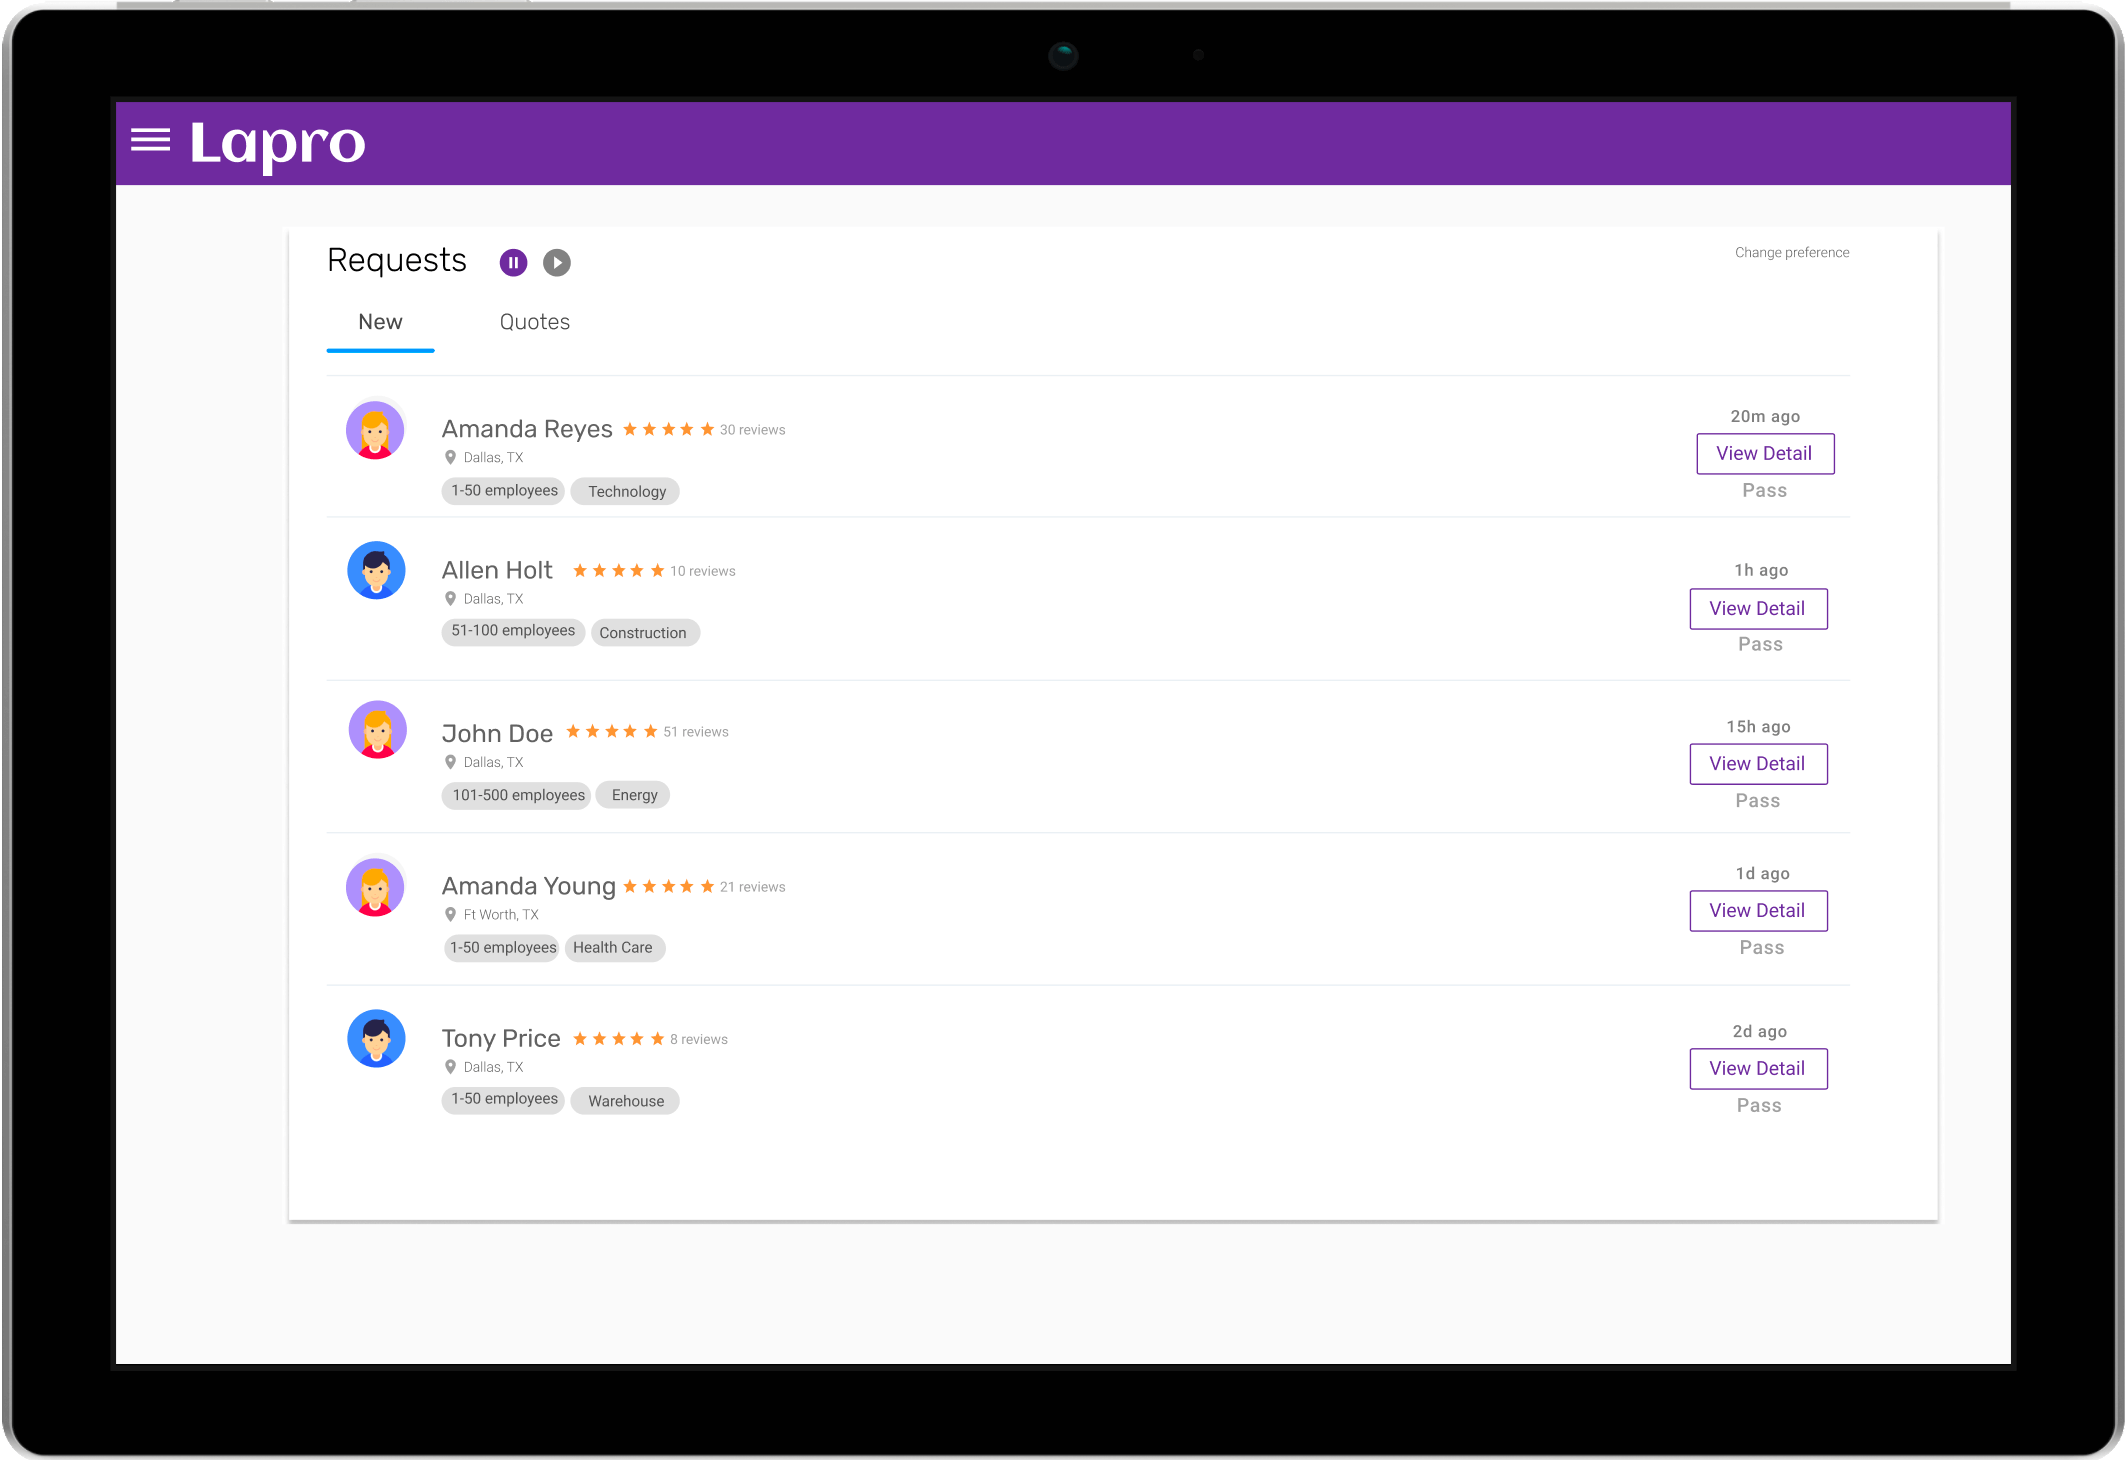 Lapro
Requests
Change preference
New Quotes
Amanda Reyes 30 reviews
Dallas, TX
1-50 employees Technology
20m ago
View Detail
Pass
Allen Holt 10 reviews
Dallas, TX
51-100 employees Construction
1h ago
View Detail
Pass
John Doe 51 reviews
Dallas, TX
101-500 employees Energy
15h ago
View Detail
Pass
Amanda Young 21 reviews
Ft Worth, TX
1-50 employees Health Care
1d ago
View Detail
Pass
Tony Price 8 reviews
Dallas, TX
1-50 employees Warehouse
2d ago
View Detail
Pass